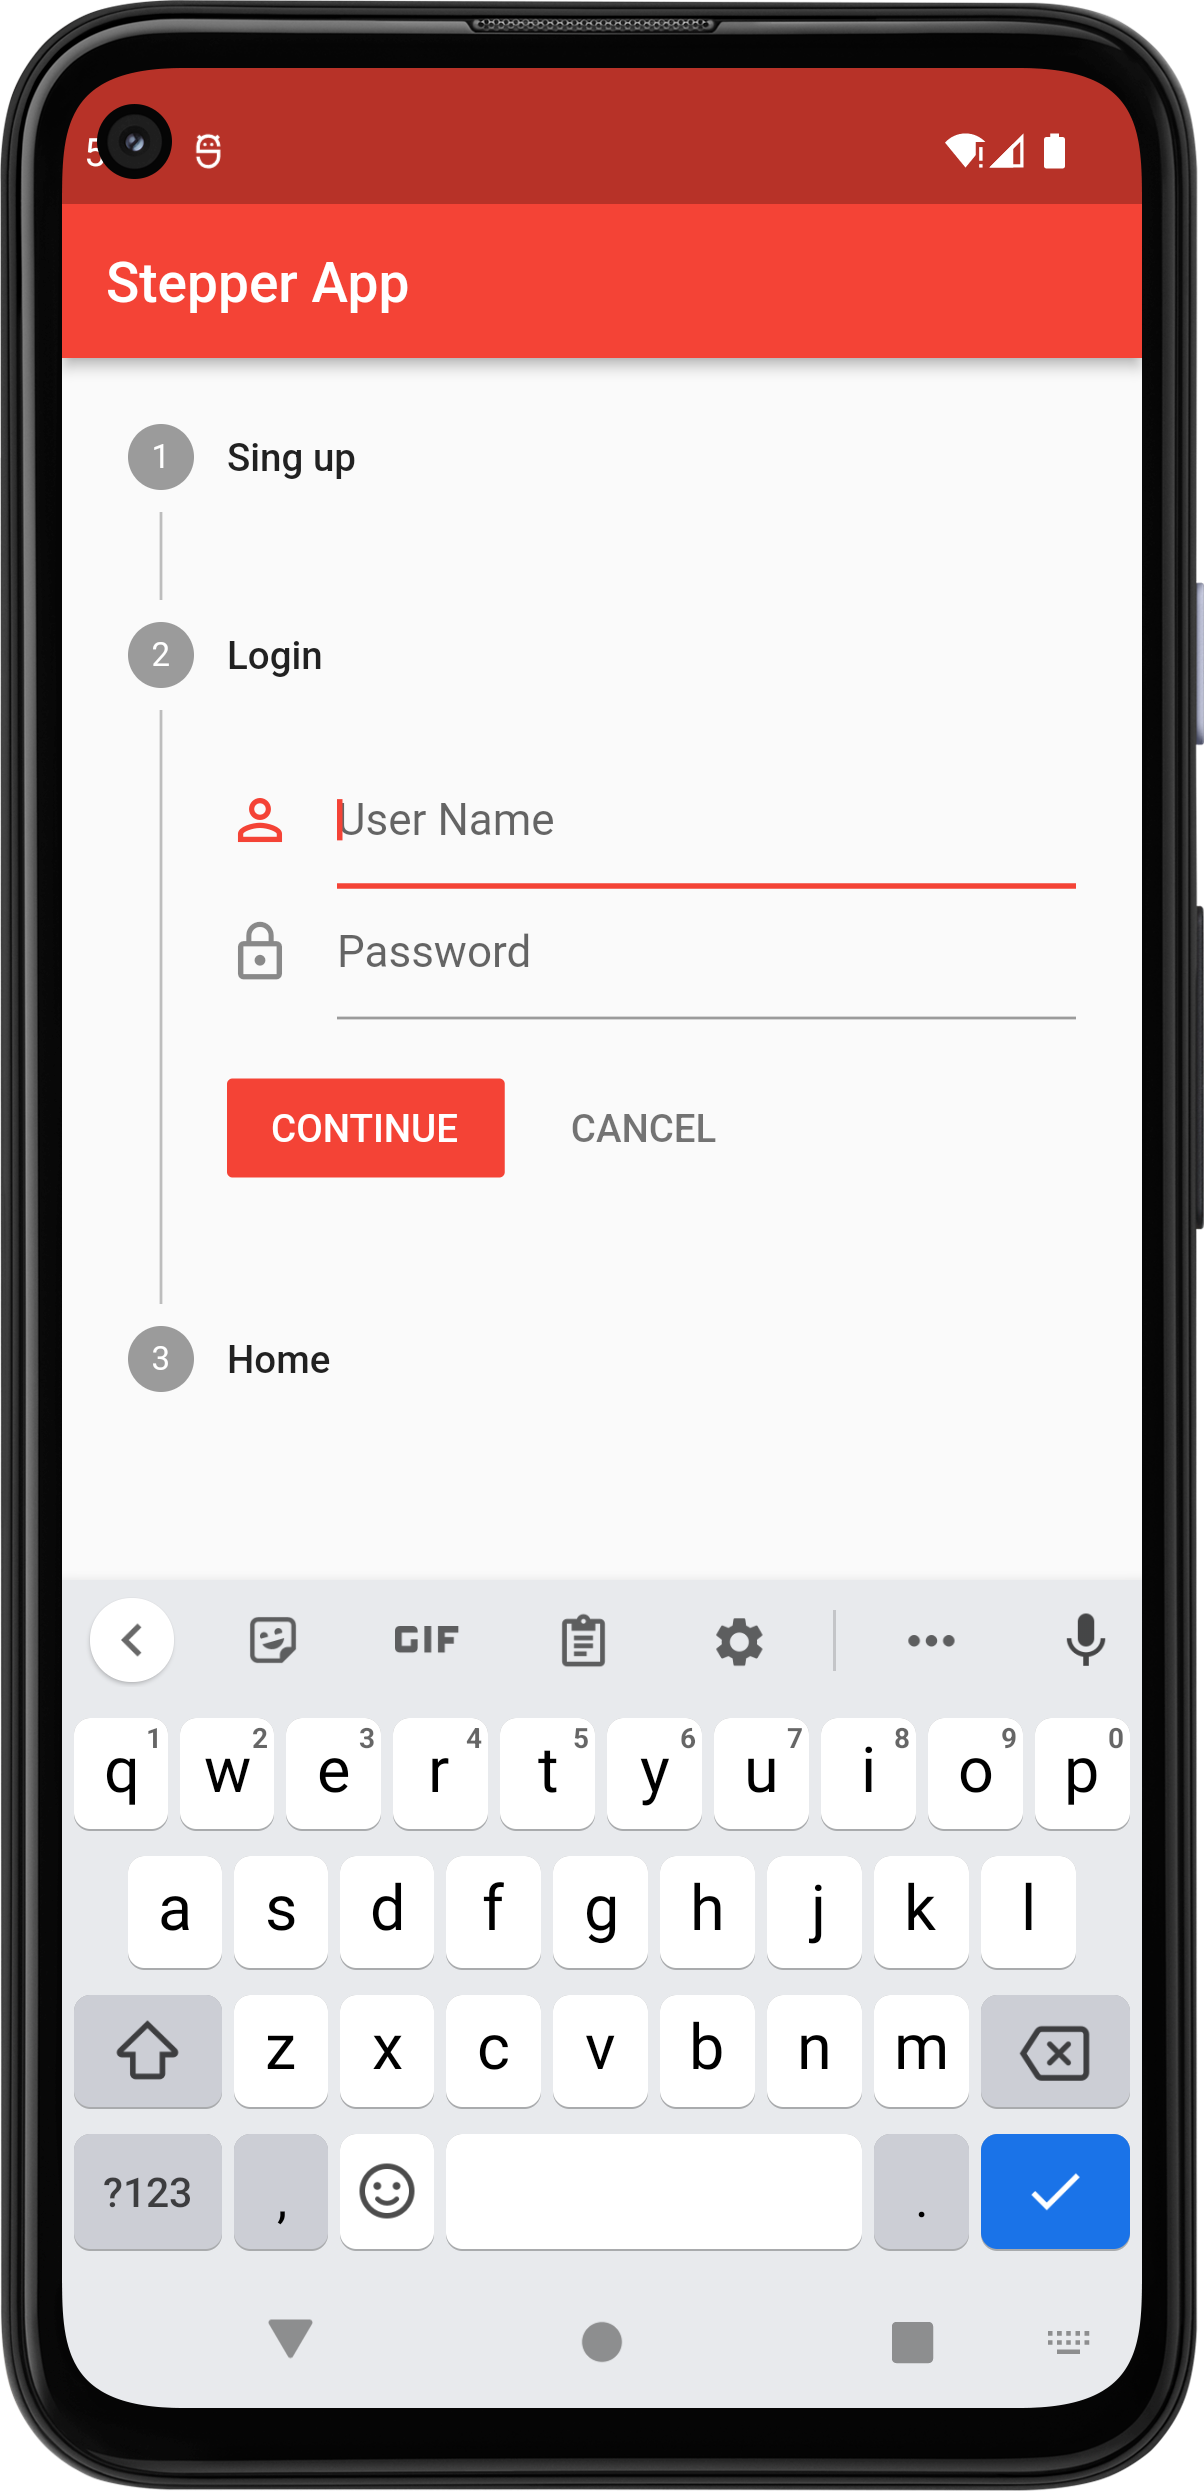 Stepper App
1 Sing up
2 Login
User Name
Password
CONTINUE CANCEL
3 Home
GIF
q 1 w 2 e 3 r 4 t 5 y 6 u 7 i 8 o 9 p 0
a s d f g h j k l
z x c v b n m
?123 , .